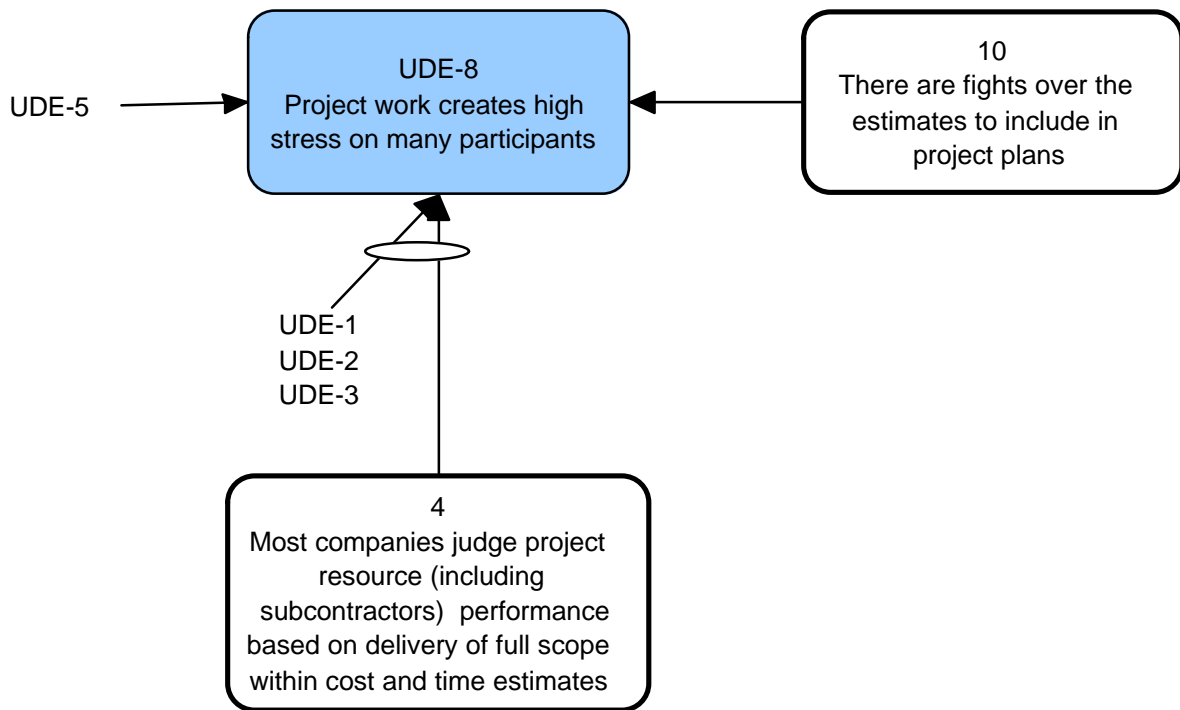 UDE-8
Project work creates high
stress on many participants
10
There are fights over the
estimates to include in
project plans
UDE-5
UDE-1
UDE-2
UDE-3
4
Most companies judge project
resource (including
subcontractors) performance
based on delivery of full scope
within cost and time estimates